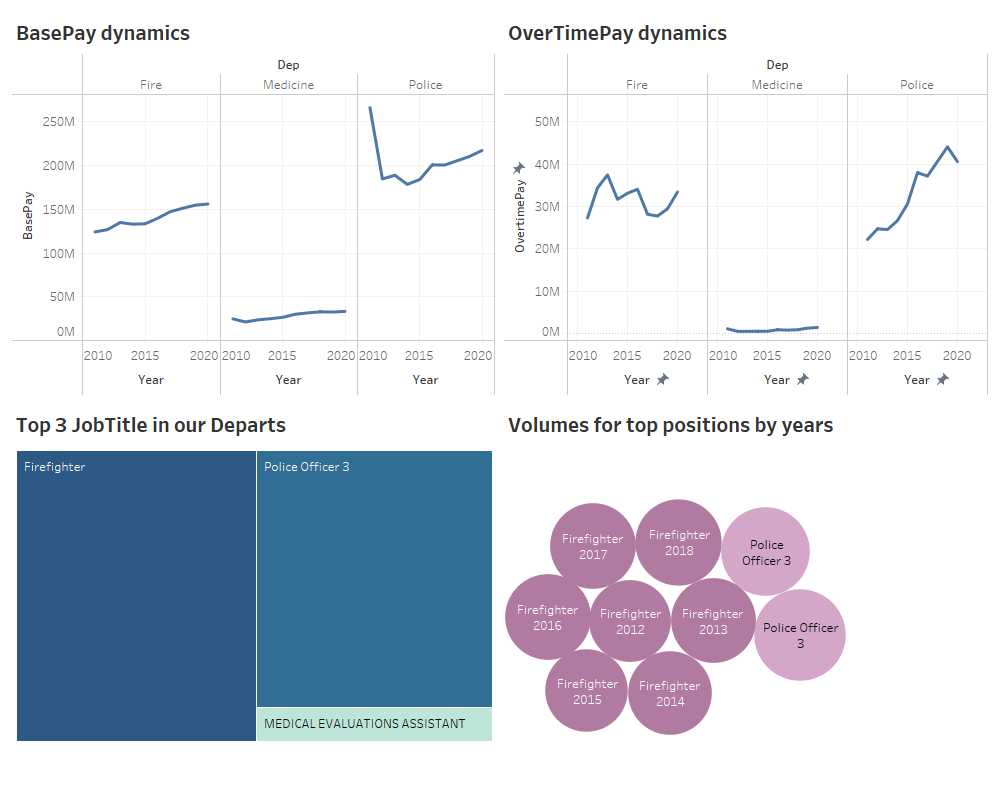 BasePay dynamics
Dep
Fire Medicine Police
250M
200M
150M
100M
50M
0M
BasePay
2010 2015 2020 2010 2015 2020 2010 2015 2020
Year Year Year
OverTimePay dynamics
Dep
Fire Medicine Police
50M
40M
30M
20M
10M
0M
OvertimePay
2010 2015 2020 2010 2015 2020 2010 2015 2020
Year Year Year
Top 3 JobTitle in our Departs
Firefighter
Police Officer 3
MEDICAL EVALUATIONS ASSISTANT
Volumes for top positions by years
Firefighter
2017
Firefighter
2018
Police
Officer 3
Firefighter
2016
Firefighter
2012
Firefighter
2013
Police Officer
3
Firefighter
2015
Firefighter
2014